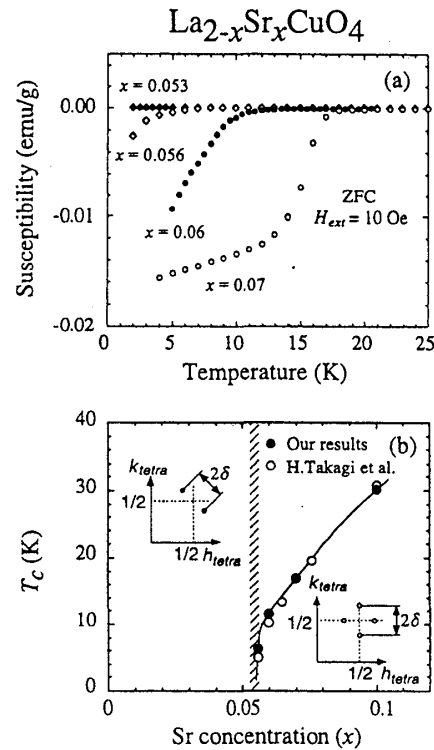 La2-xSrxCuO4
(a)
x = 0.053
0.00
x = 0.056
-0.01
x = 0.06
x = 0.07
-0.02
ZFC
Hext = 10 Oe
Susceptibility (emu/g)
0 5 10 15 20 25
Temperature (K)
(b)
40
30
20
10
0
Tc (K)
● Our results
○ H.Takagi et al.
ktetra
2δ
1/2
1/2 htetra
ktetra
1/2
2δ
1/2 htetra
0 0.05 0.1
Sr concentration (x)